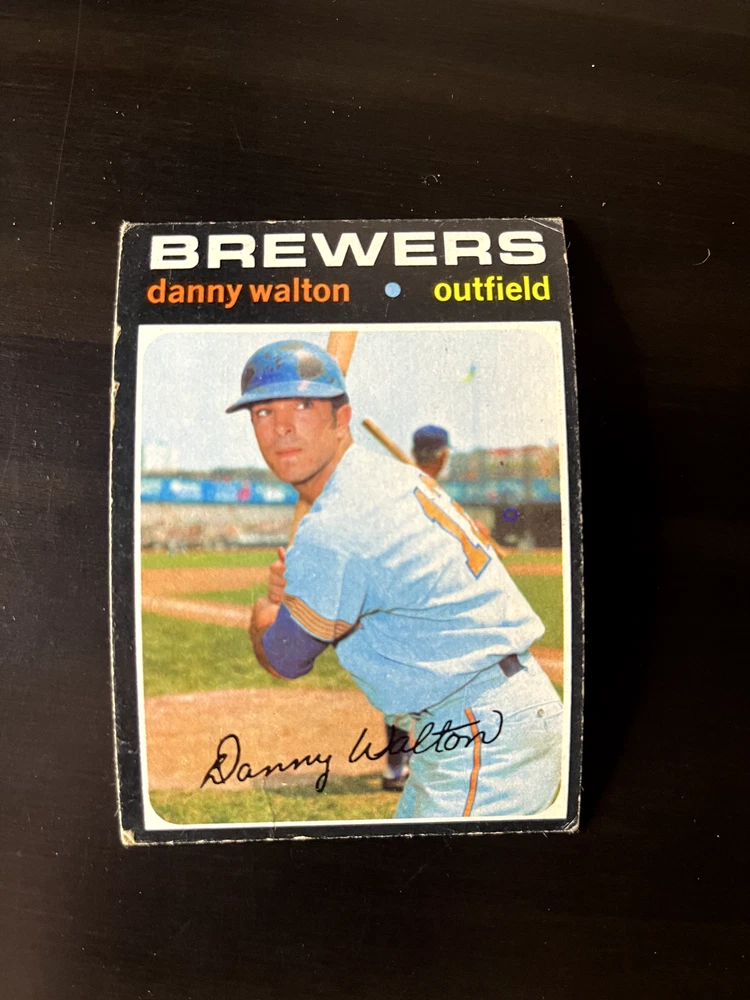 BREWERS
danny walton • outfield
Danny Walton